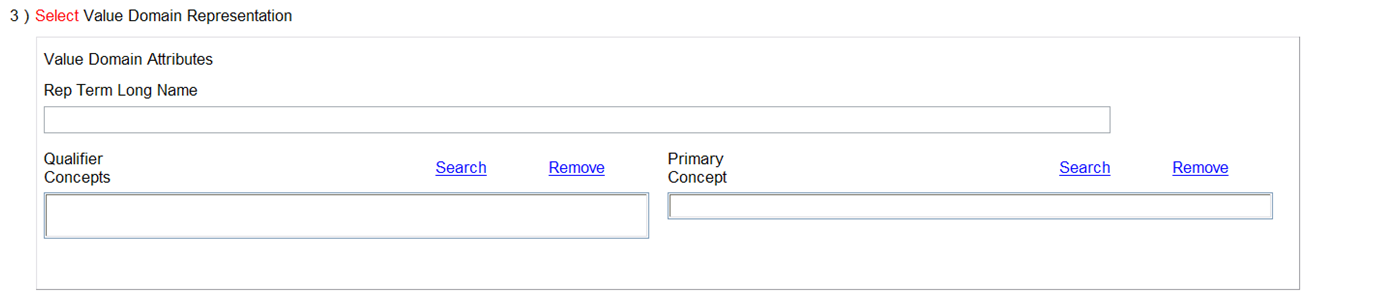 3 ) Select Value Domain Representation
Value Domain Attributes
Rep Term Long Name
Qualifier
Concepts
Search
Remove
Primary
Concept
Search
Remove